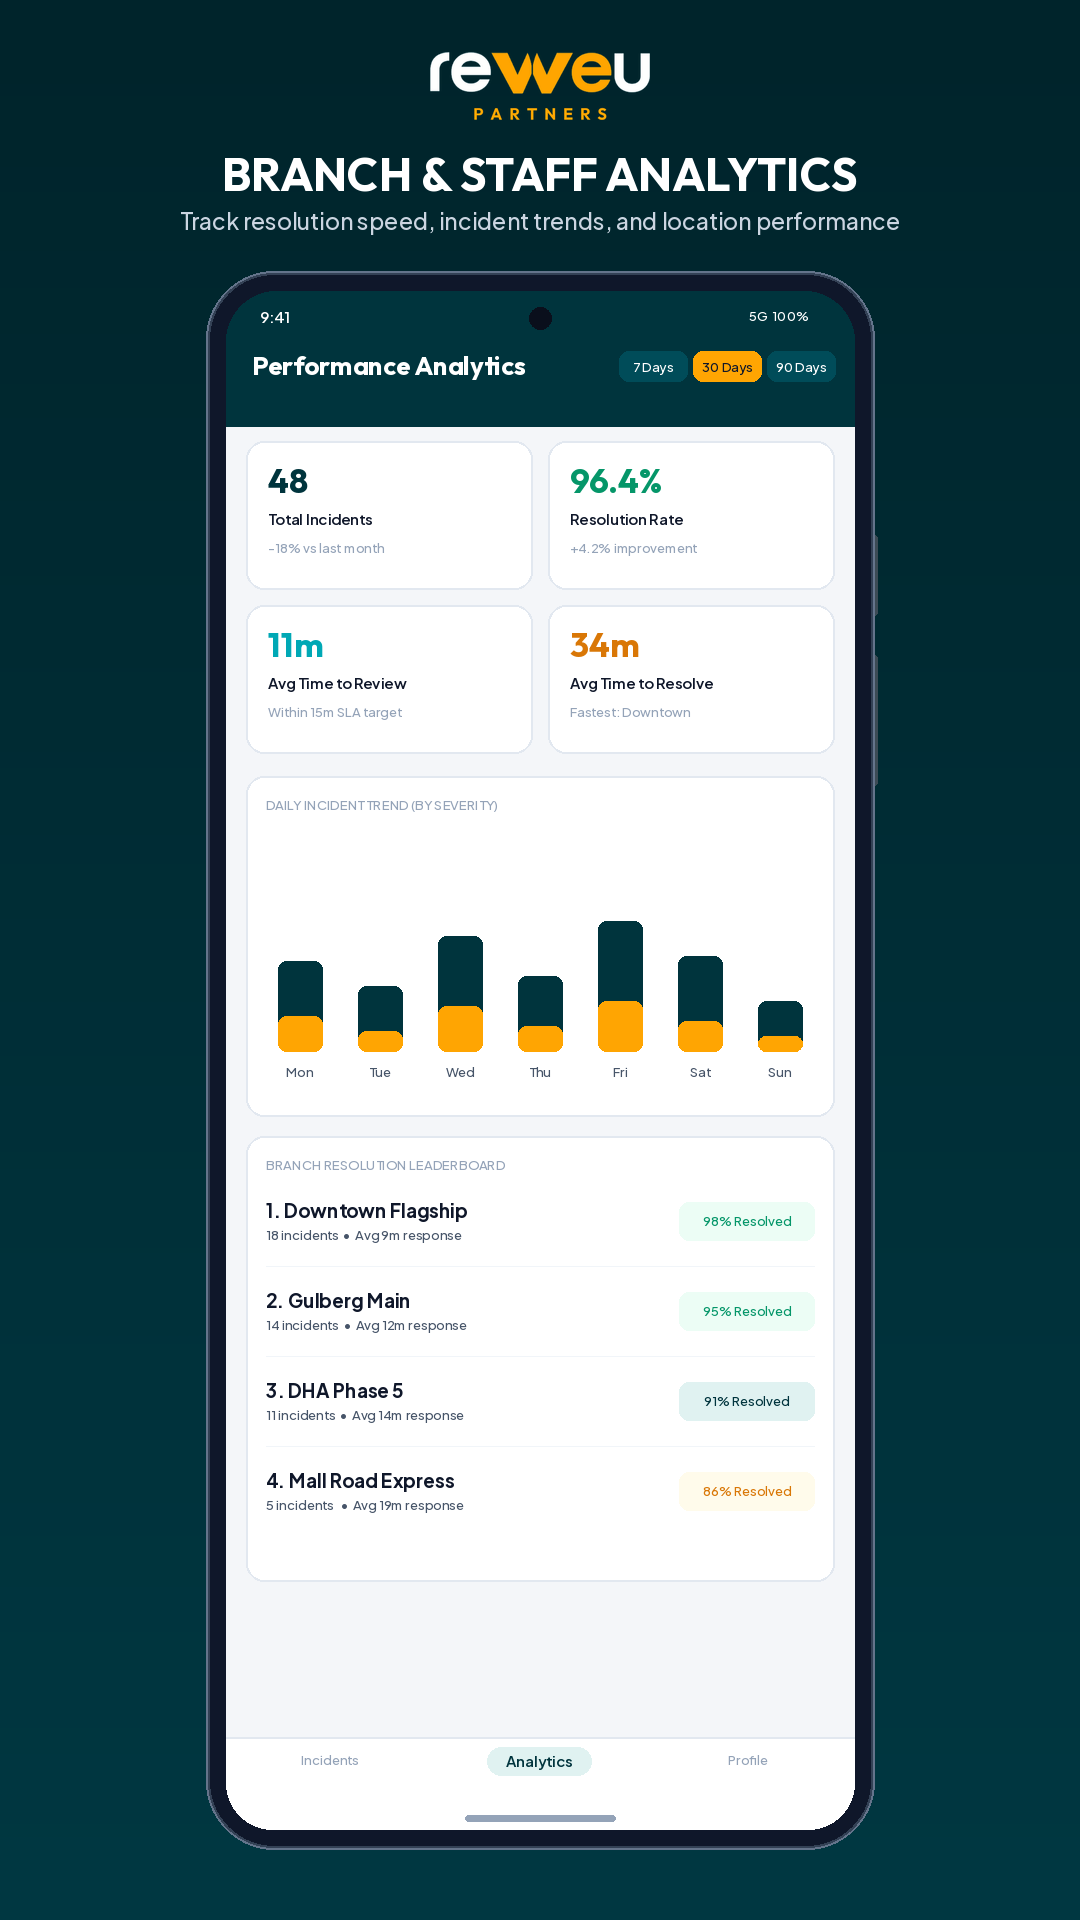 reweu
PARTNERS
BRANCH & STAFF ANALYTICS
Track resolution speed, incident trends, and location performance
9:41
5G 100%
Performance Analytics
7 Days
30 Days
90 Days
48
Total Incidents
-18% vs last month
96.4%
Resolution Rate
+4.2% improvement
11m
Avg Time to Review
Within 15m SLA target
34m
Avg Time to Resolve
Fastest: Downtown
DAILY INCIDENT TREND (BY SEVERITY)
Mon
Tue
Wed
Thu
Fri
Sat
Sun
BRANCH RESOLUTION LEADERBOARD
1. Downtown Flagship
18 incidents • Avg 9m response
98% Resolved
2. Gulberg Main
14 incidents • Avg 12m response
95% Resolved
3. DHA Phase 5
11 incidents • Avg 14m response
91% Resolved
4. Mall Road Express
5 incidents • Avg 19m response
86% Resolved
Incidents
Analytics
Profile